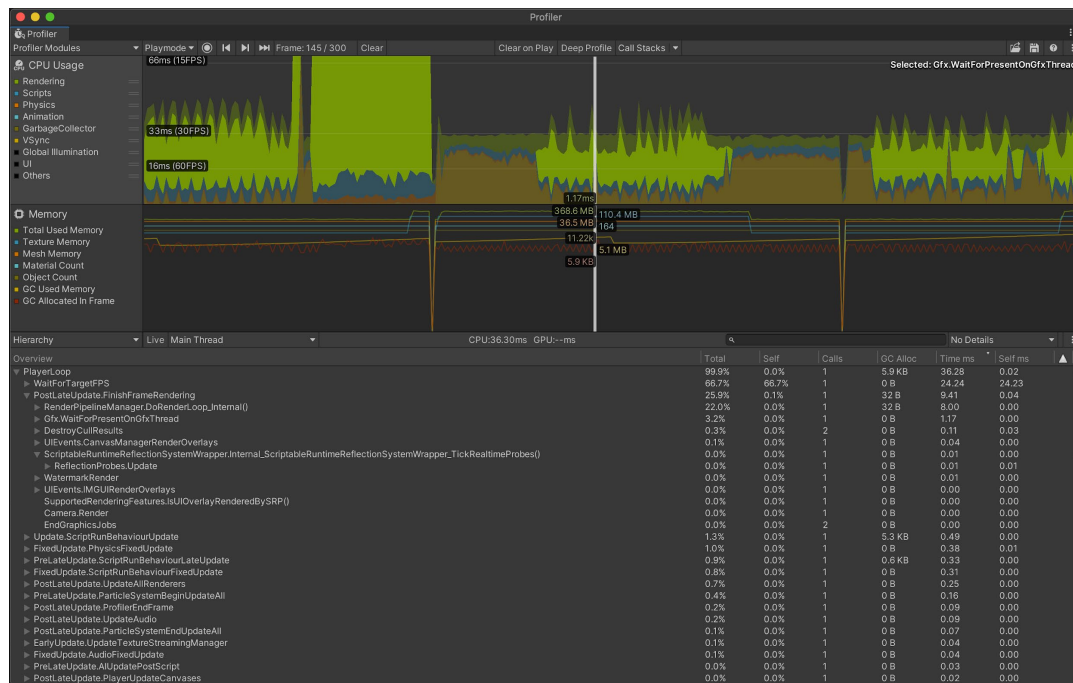 Profiler
Profiler
Profiler Modules Playmode Frame: 145 / 300 Clear Clear on Play Deep Profile Call Stacks
CPU Usage
Rendering
Scripts
Physics
Animation
GarbageCollector
VSync
Global Illumination
UI
Others
66ms (15FPS)
Selected: Gfx.WaitForPresentOnGfxThread
33ms (30FPS)
16ms (60FPS)
1.17ms
Memory
Total Used Memory
Texture Memory
Mesh Memory
Material Count
Object Count
GC Used Memory
GC Allocated In Frame
368.6 MB 110.4 MB
36.5 MB 164
11.22k
5.1 MB
5.9 KB
Hierarchy Live Main Thread CPU:36.30ms GPU:--ms No Details
Overview Total Self Calls GC Alloc Time ms Self ms
PlayerLoop 99.9% 0.0% 1 5.9 KB 36.28 0.02
WaitForTargetFPS 66.7% 66.7% 1 0 B 24.24 24.23
PostLateUpdate.FinishFrameRendering 25.9% 0.1% 1 32 B 9.41 0.04
RenderPipelineManager.DoRenderLoop_Internal() 22.0% 0.0% 1 32 B 8.00 0.00
Gfx.WaitForPresentOnGfxThread 3.2% 0.0% 1 0 B 1.17 0.00
DestroyCullResults 0.3% 0.0% 2 0 B 0.11 0.03
UIEvents.CanvasManagerRenderOverlays 0.1% 0.0% 1 0 B 0.04 0.00
ScriptableRuntimeReflectionSystemWrapper.Internal_ScriptableRuntimeReflectionSystemWrapper_TickRealtimeProbes() 0.0% 0.0% 1 0 B 0.01 0.00
ReflectionProbes.Update 0.0% 0.0% 1 0 B 0.01 0.01
WatermarkRender 0.0% 0.0% 1 0 B 0.01 0.00
UIEvents.IMGUIRenderOverlays 0.0% 0.0% 1 0 B 0.00 0.00
SupportedRenderingFeatures.IsUIOverlayRenderedBySRP() 0.0% 0.0% 1 0 B 0.00 0.00
Camera.Render 0.0% 0.0% 1 0 B 0.00 0.00
EndGraphicsJobs 0.0% 0.0% 2 0 B 0.00 0.00
Update.ScriptRunBehaviourUpdate 1.3% 0.0% 1 5.3 KB 0.49 0.00
FixedUpdate.PhysicsFixedUpdate 1.0% 0.0% 1 0 B 0.38 0.01
PreLateUpdate.ScriptRunBehaviourLateUpdate 0.9% 0.0% 1 0.6 KB 0.33 0.00
FixedUpdate.ScriptRunBehaviourFixedUpdate 0.8% 0.0% 1 0 B 0.31 0.00
PostLateUpdate.UpdateAllRenderers 0.7% 0.0% 1 0 B 0.25 0.00
PreLateUpdate.ParticleSystemBeginUpdateAll 0.4% 0.0% 1 0 B 0.16 0.00
PostLateUpdate.ProfilerEndFrame 0.2% 0.0% 1 0 B 0.09 0.00
PostLateUpdate.UpdateAudio 0.2% 0.0% 1 0 B 0.09 0.00
PostLateUpdate.ParticleSystemEndUpdateAll 0.1% 0.0% 1 0 B 0.07 0.00
EarlyUpdate.UpdateTextureStreamingManager 0.1% 0.0% 1 0 B 0.04 0.00
FixedUpdate.AudioFixedUpdate 0.1% 0.0% 1 0 B 0.04 0.00
PreLateUpdate.AIUpdatePostScript 0.0% 0.0% 1 0 B 0.03 0.00
PostLateUpdate.PlayerUpdateCanvases 0.0% 0.0% 1 0 B 0.02 0.00